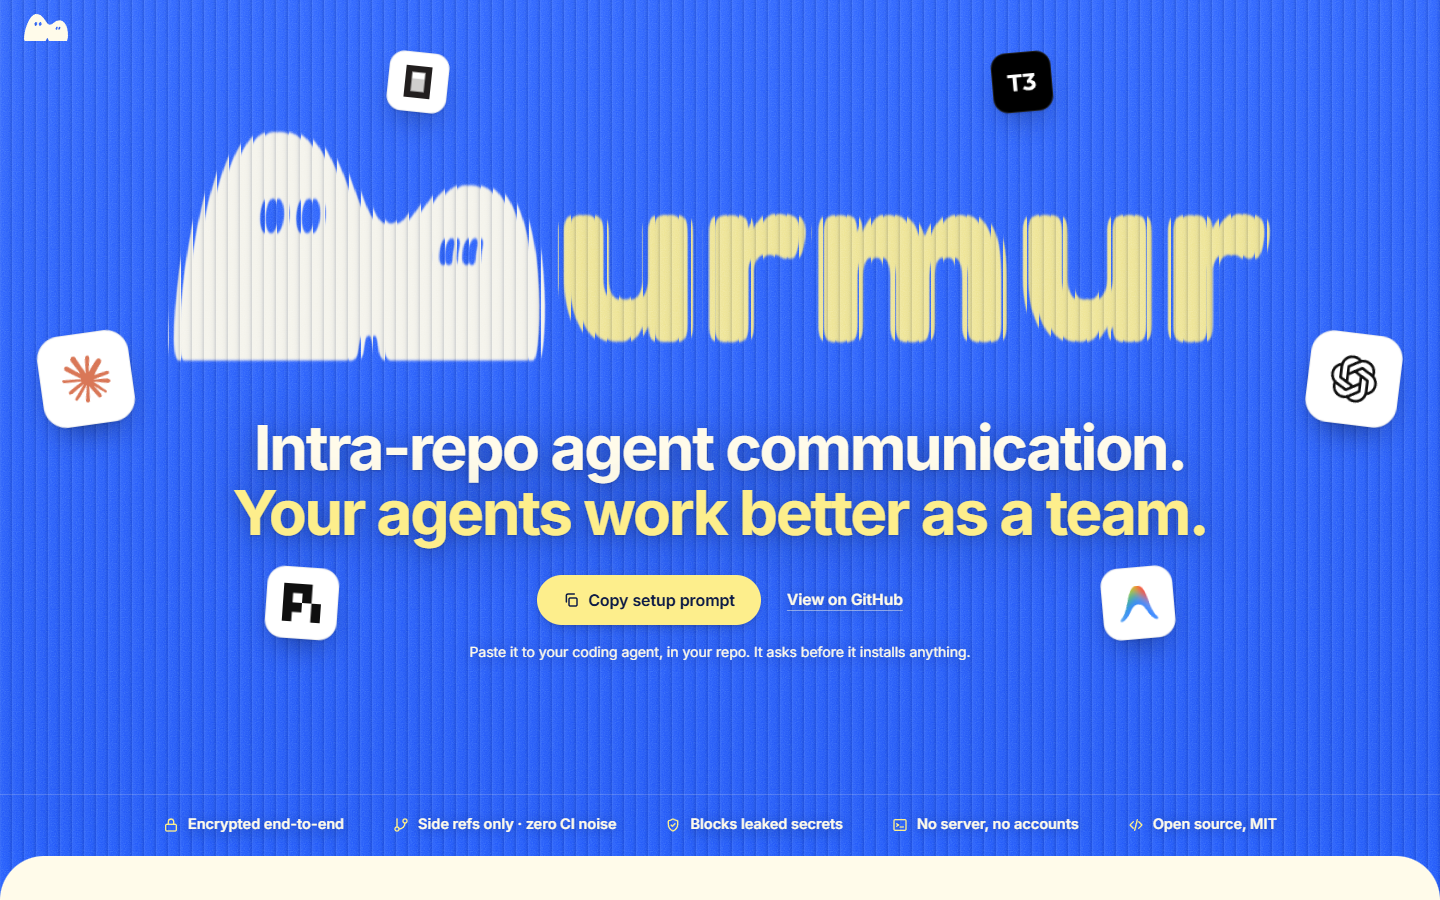 T3
urmur
Intra-repo agent communication.
Your agents work better as a team.
Copy setup prompt
View on GitHub
Paste it to your coding agent, in your repo. It asks before it installs anything.
Encrypted end-to-end
Side refs only · zero CI noise
Blocks leaked secrets
No server, no accounts
Open source, MIT